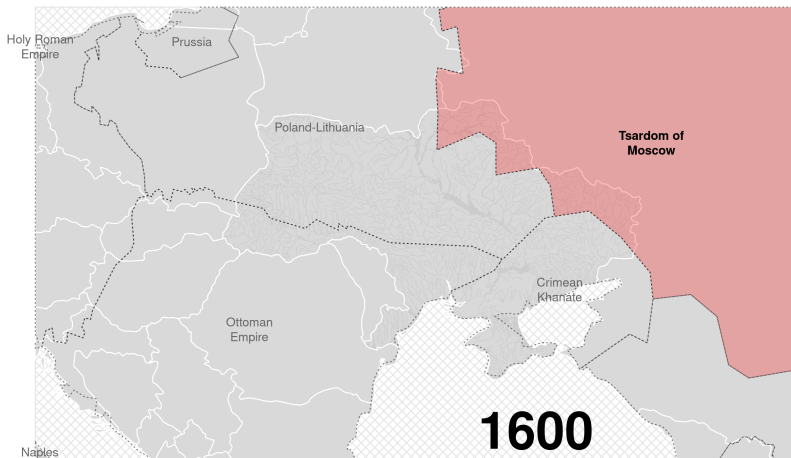 Holy Roman
Empire
Prussia
Poland-Lithuania
Tsardom of
Moscow
Crimean
Khanate
Ottoman
Empire
1600
Naples